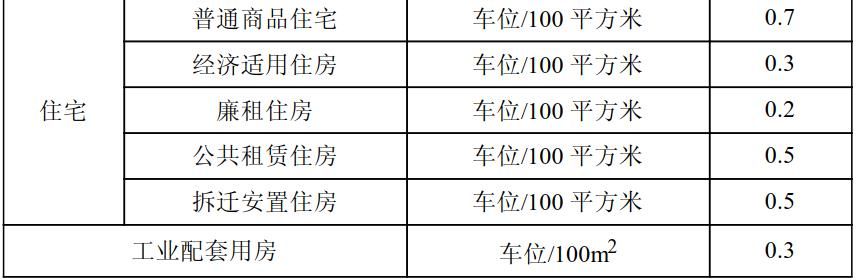 普通商品住宅 车位/100 平方米 0.7
经济适用住房 车位/100 平方米 0.3
住宅 廉租住房 车位/100 平方米 0.2
公共租赁住房 车位/100 平方米 0.5
拆迁安置住房 车位/100 平方米 0.5
工业配套用房 车位/100m² 0.3